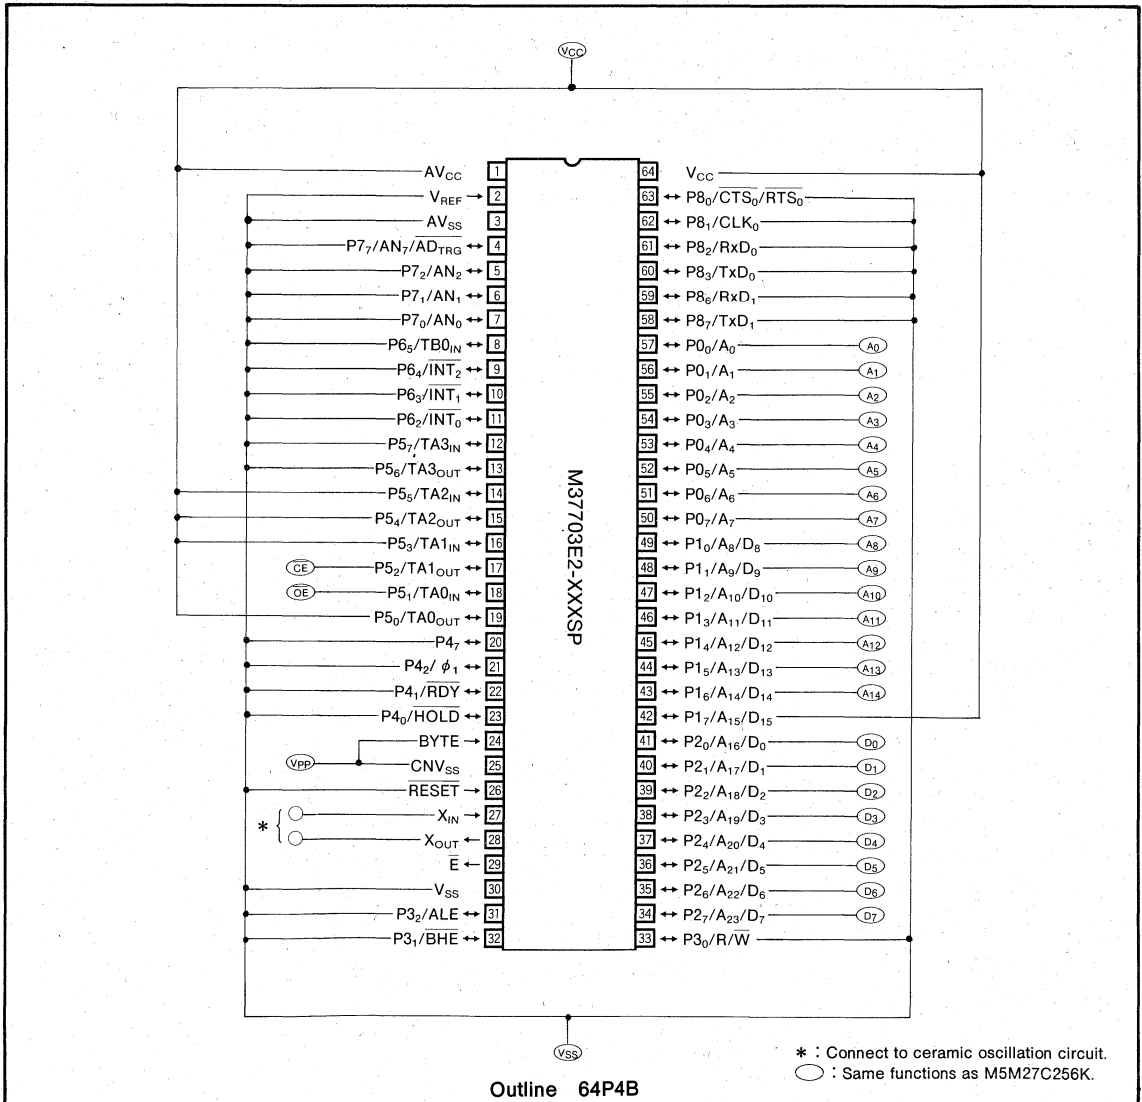 VCC
AVCC 1
VREF 2
AVSS 3
P77/AN7/ADTRG 4
P72/AN2 5
P71/AN1 6
P70/AN0 7
P65/TB0IN 8
P64/INT2 9
P63/INT1 10
P62/INT0 11
P57/TA3IN 12
P56/TA3OUT 13
P55/TA2IN 14
P54/TA2OUT 15
P53/TA1IN 16
CE P52/TA1OUT 17
OE P51/TA0IN 18
P50/TA0OUT 19
P47 20
P42/ϕ1 21
P41/RDY 22
P40/HOLD 23
BYTE 24
VPP CNVSS 25
RESET 26
* XIN 27
XOUT 28
E 29
VSS 30
P32/ALE 31
P31/BHE 32
M37703E2-XXXSP
64 VCC
63 P80/CTS0/RTS0
62 P81/CLK0
61 P82/RxD0
60 P83/TxD0
59 P86/RxD1
58 P87/TxD1
57 P00/A0 A0
56 P01/A1 A1
55 P02/A2 A2
54 P03/A3 A3
53 P04/A4 A4
52 P05/A5 A5
51 P06/A6 A6
50 P07/A7 A7
49 P10/A8/D8 A8
48 P11/A9/D9 A9
47 P12/A10/D10 A10
46 P13/A11/D11 A11
45 P14/A12/D12 A12
44 P15/A13/D13 A13
43 P16/A14/D14 A14
42 P17/A15/D15
41 P20/A16/D0 D0
40 P21/A17/D1 D1
39 P22/A18/D2 D2
38 P23/A19/D3 D3
37 P24/A20/D4 D4
36 P25/A21/D5 D5
35 P26/A22/D6 D6
34 P27/A23/D7 D7
33 P30/R/W
VSS
* : Connect to ceramic oscillation circuit.
: Same functions as M5M27C256K.
Outline 64P4B